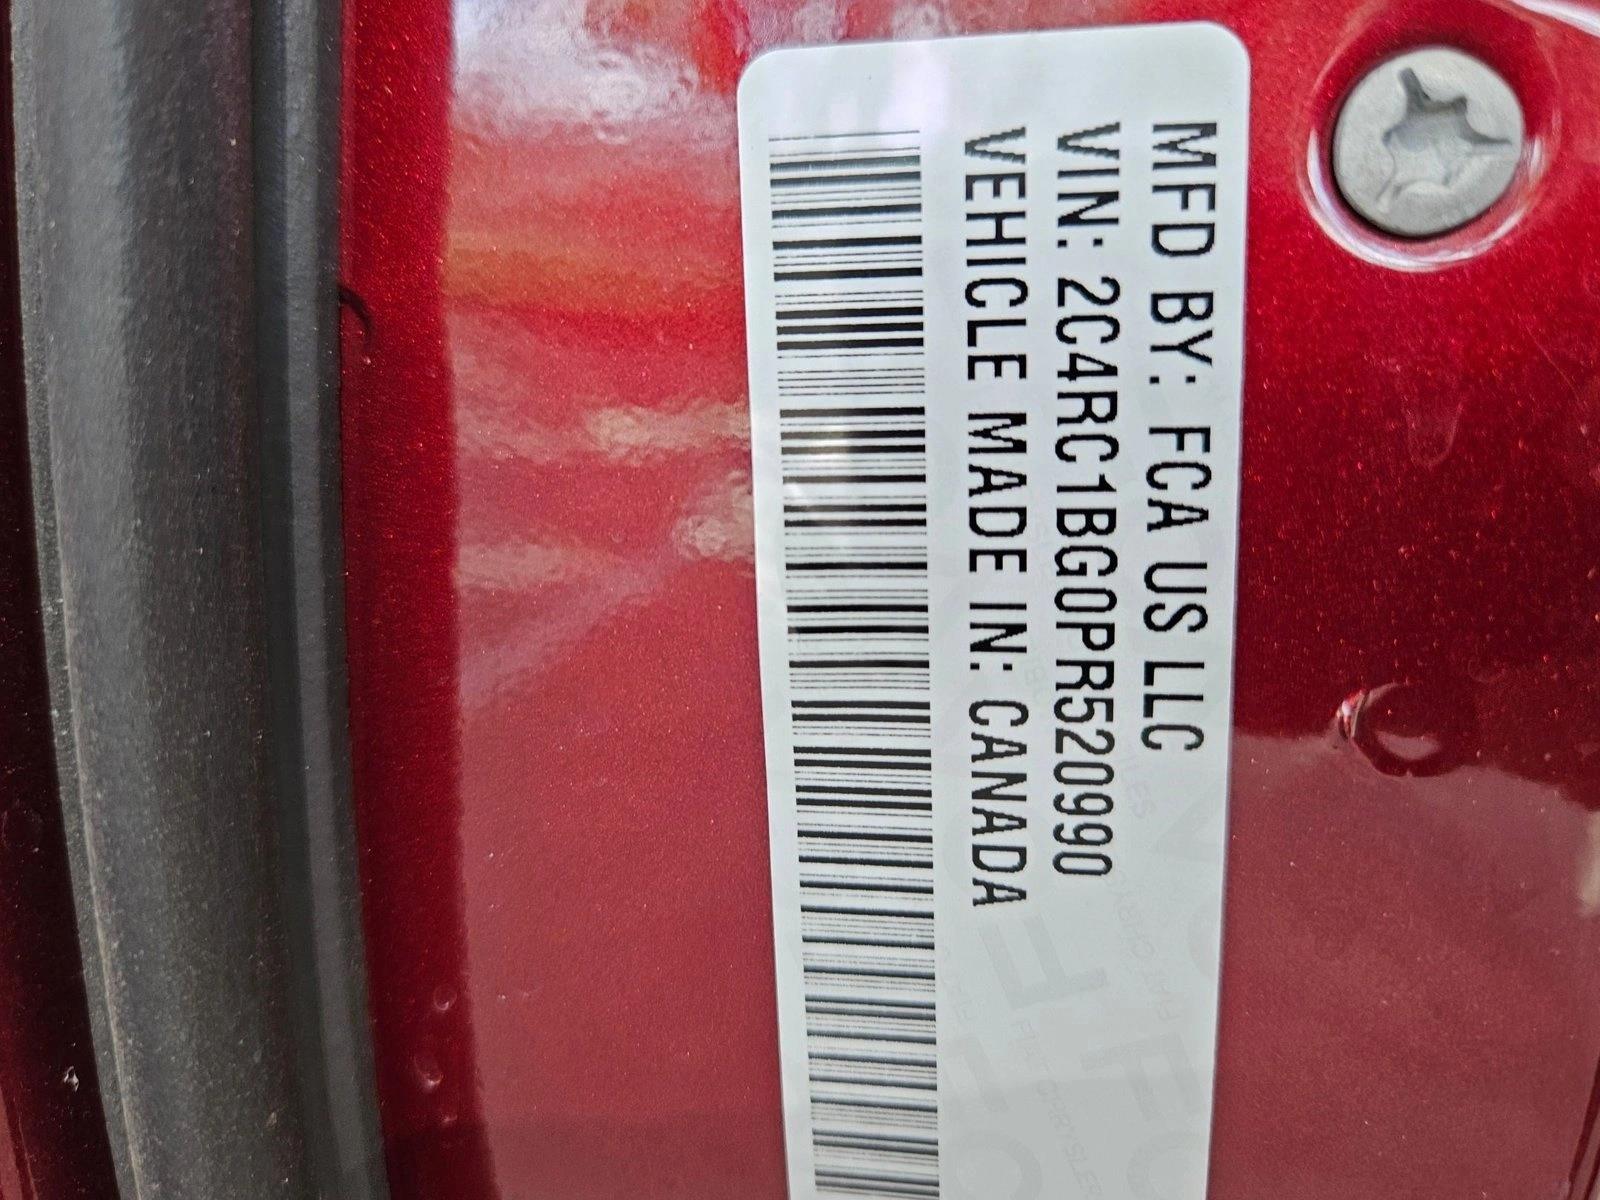 MFD BY: FCA US LLC
VIN: 2C4RC1BG0PR520990
VEHICLE MADE IN: CANADA